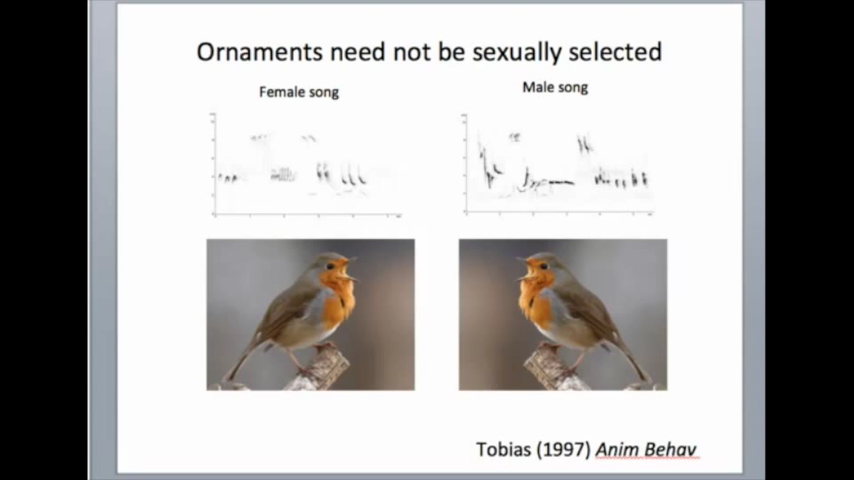 Ornaments need not be sexually selected
Female song
Male song
Tobias (1997) Anim Behav